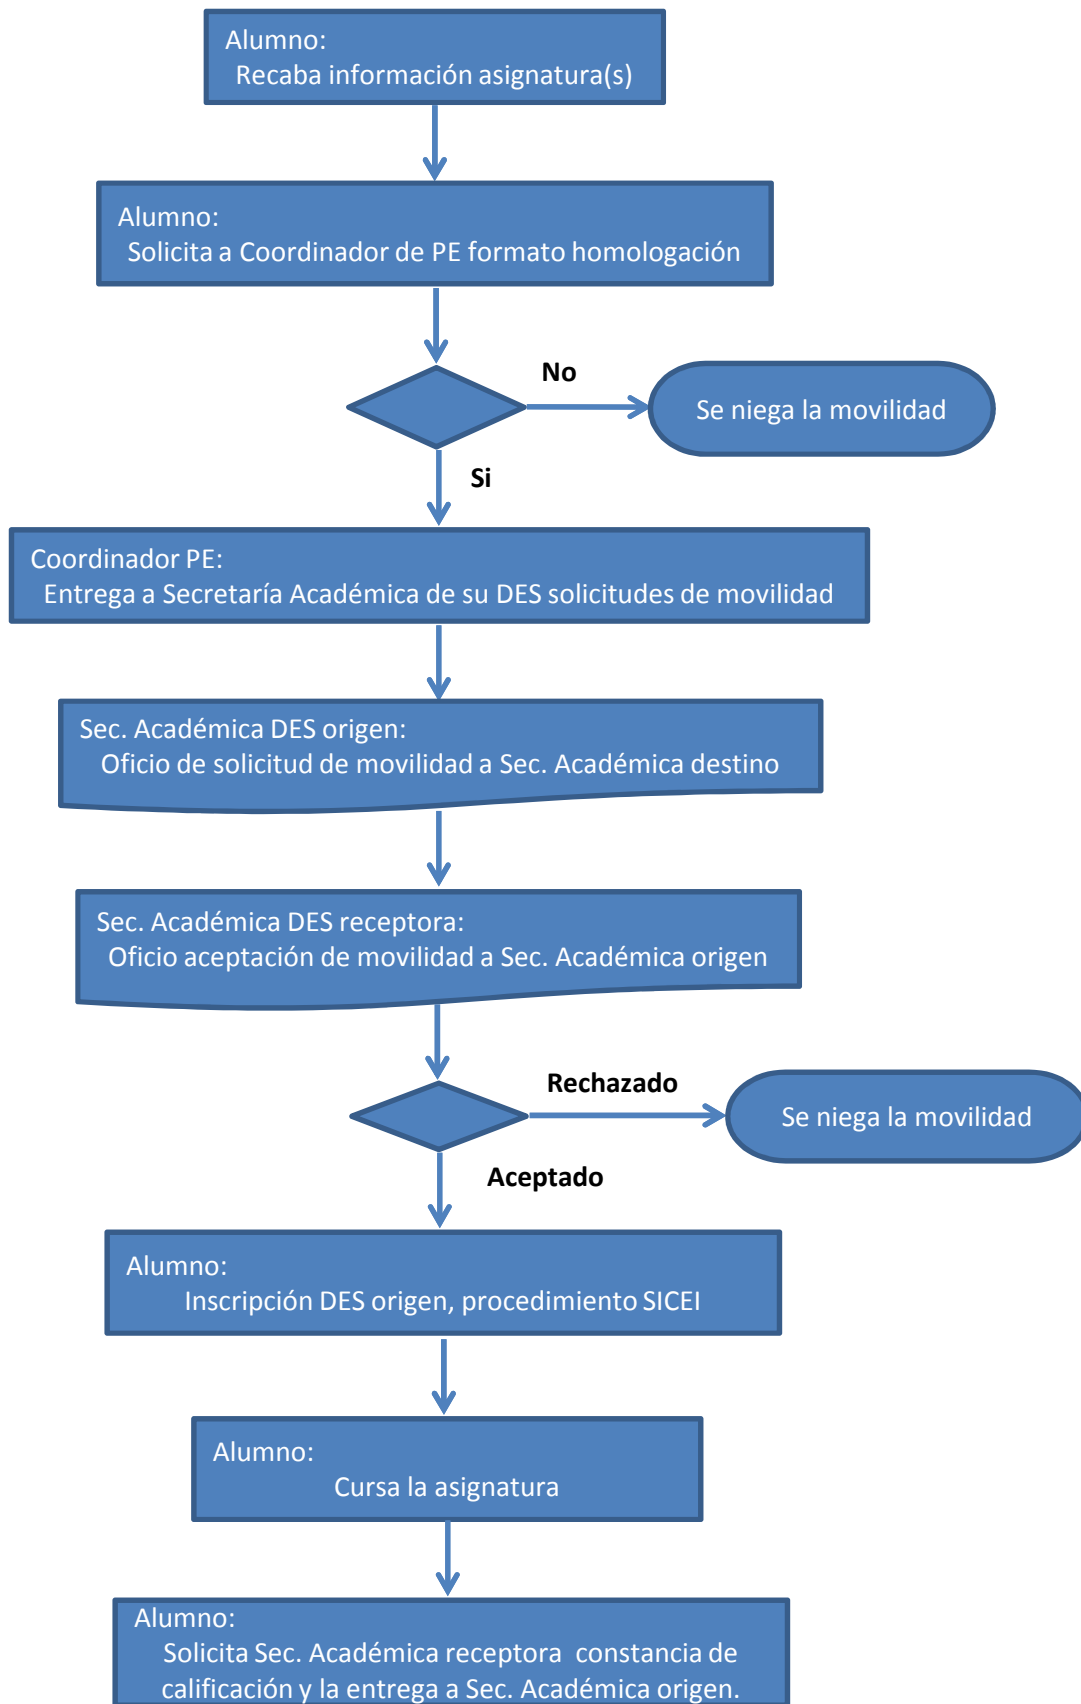 Alumno:
Recaba información asignatura(s)
Alumno:
Solicita a Coordinador de PE formato homologación
No
Se niega la movilidad
Si
Coordinador PE:
Entrega a Secretaría Académica de su DES solicitudes de movilidad
Sec. Académica DES origen:
Oficio de solicitud de movilidad a Sec. Académica destino
Sec. Académica DES receptora:
Oficio aceptación de movilidad a Sec. Académica origen
Rechazado
Se niega la movilidad
Aceptado
Alumno:
Inscripción DES origen, procedimiento SICEI
Alumno:
Cursa la asignatura
Alumno:
Solicita Sec. Académica receptora constancia de
calificación y la entrega a Sec. Académica origen.